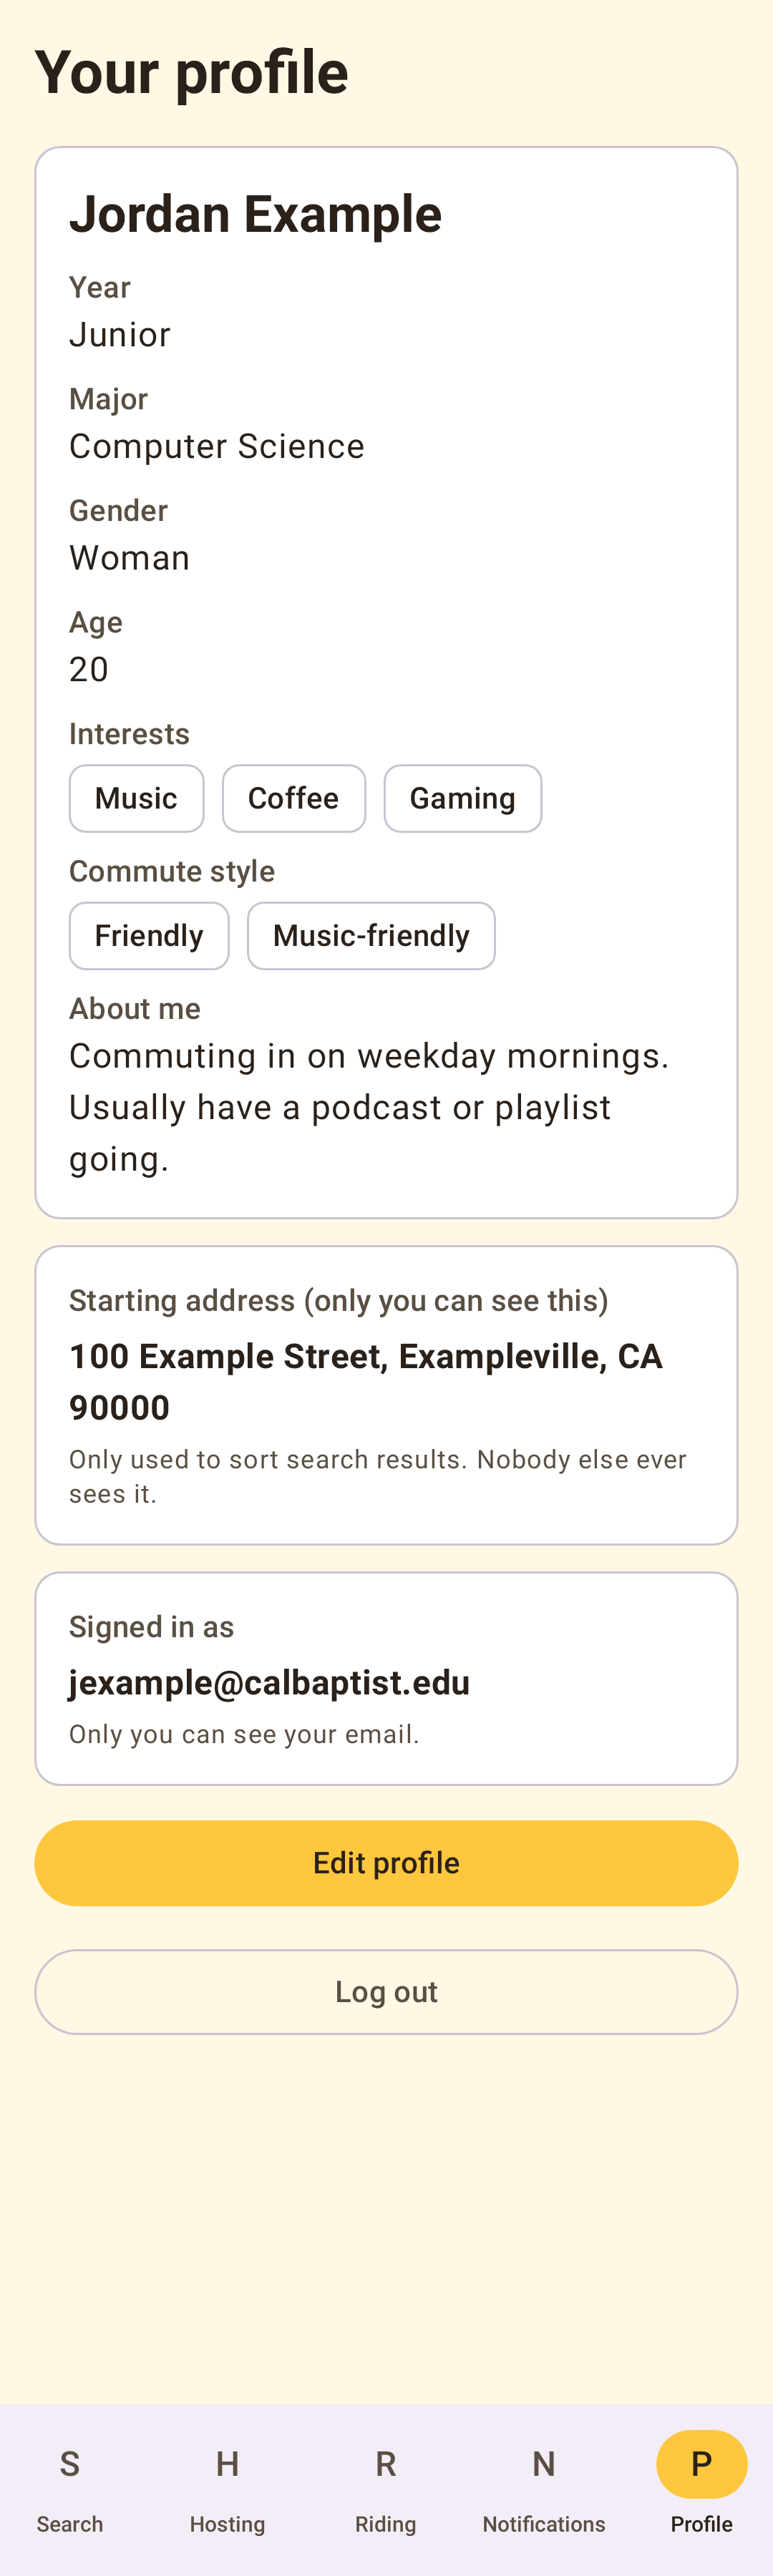 Your profile
Jordan Example
Year
Junior
Major
Computer Science
Gender
Woman
Age
20
Interests
Music Coffee Gaming
Commute style
Friendly Music-friendly
About me
Commuting in on weekday mornings.
Usually have a podcast or playlist
going.
Starting address (only you can see this)
100 Example Street, Exampleville, CA
90000
Only used to sort search results. Nobody else ever
sees it.
Signed in as
jexample@calbaptist.edu
Only you can see your email.
Edit profile
Log out
S H R N P
Search Hosting Riding Notifications Profile